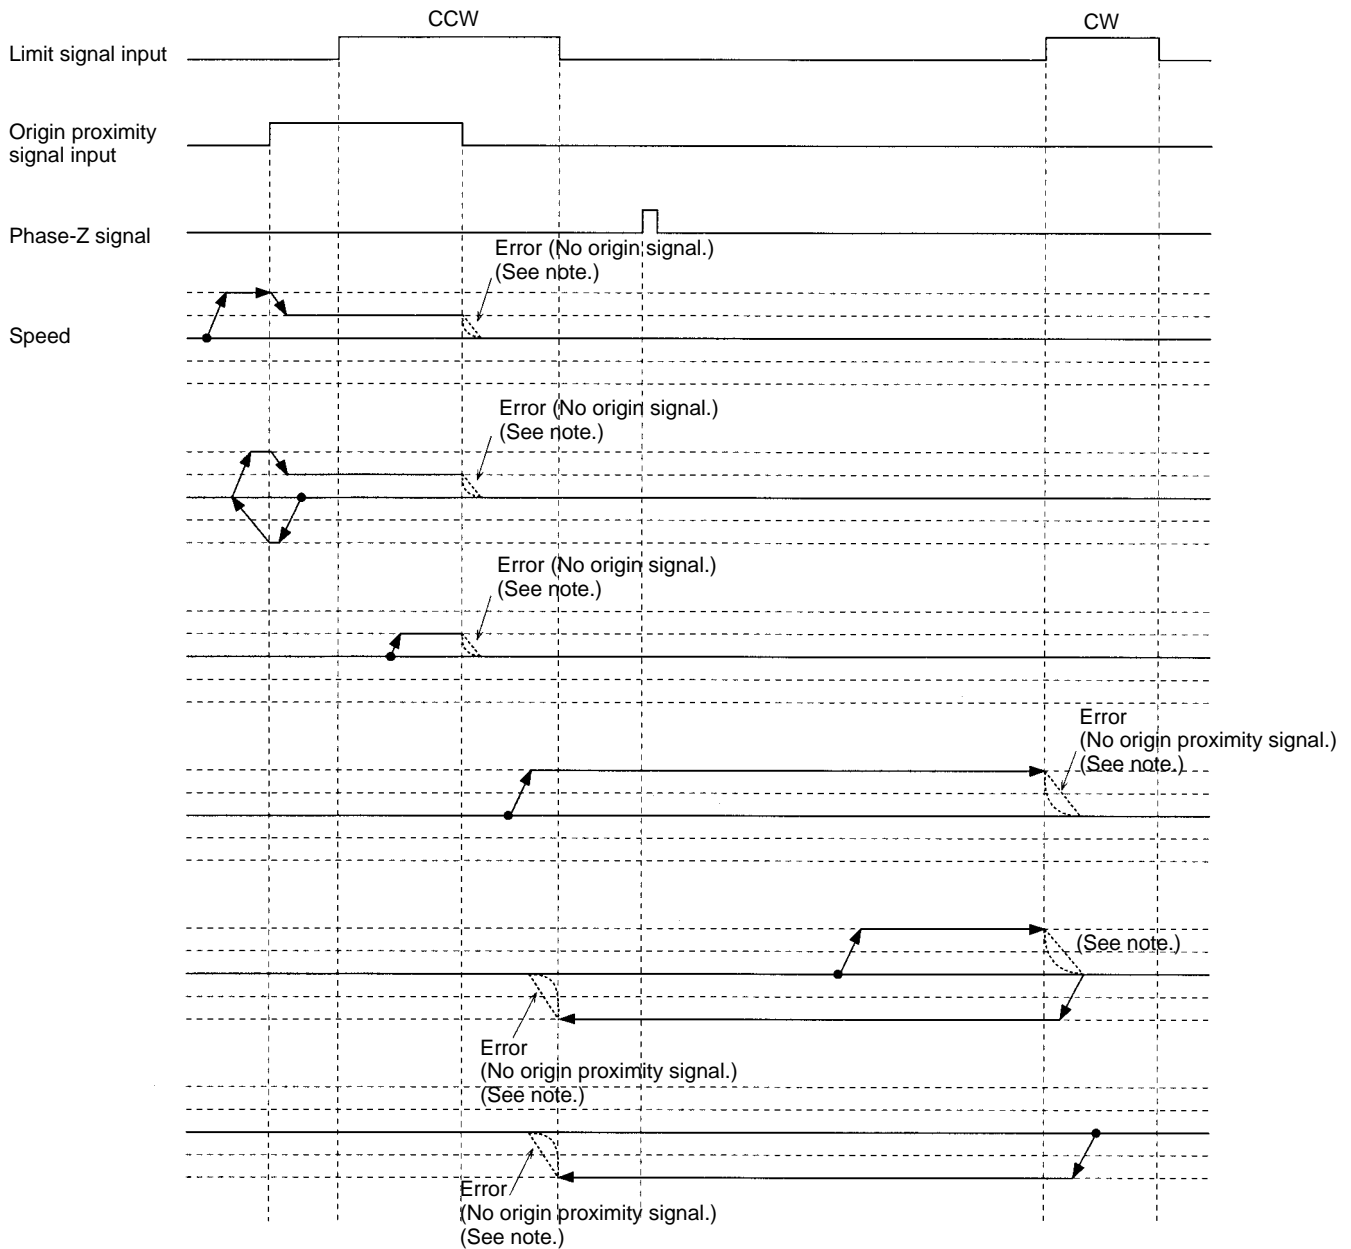 CCW
CW
Limit signal input
Origin proximity
signal input
Phase-Z signal
Error (No origin signal.)
(See note.)
Speed
Error (No origin signal.)
(See note.)
Error (No origin signal.)
(See note.)
Error
(No origin proximity signal.)
(See note.)
(See note.)
Error
(No origin proximity signal.)
(See note.)
Error
(No origin proximity signal.)
(See note.)